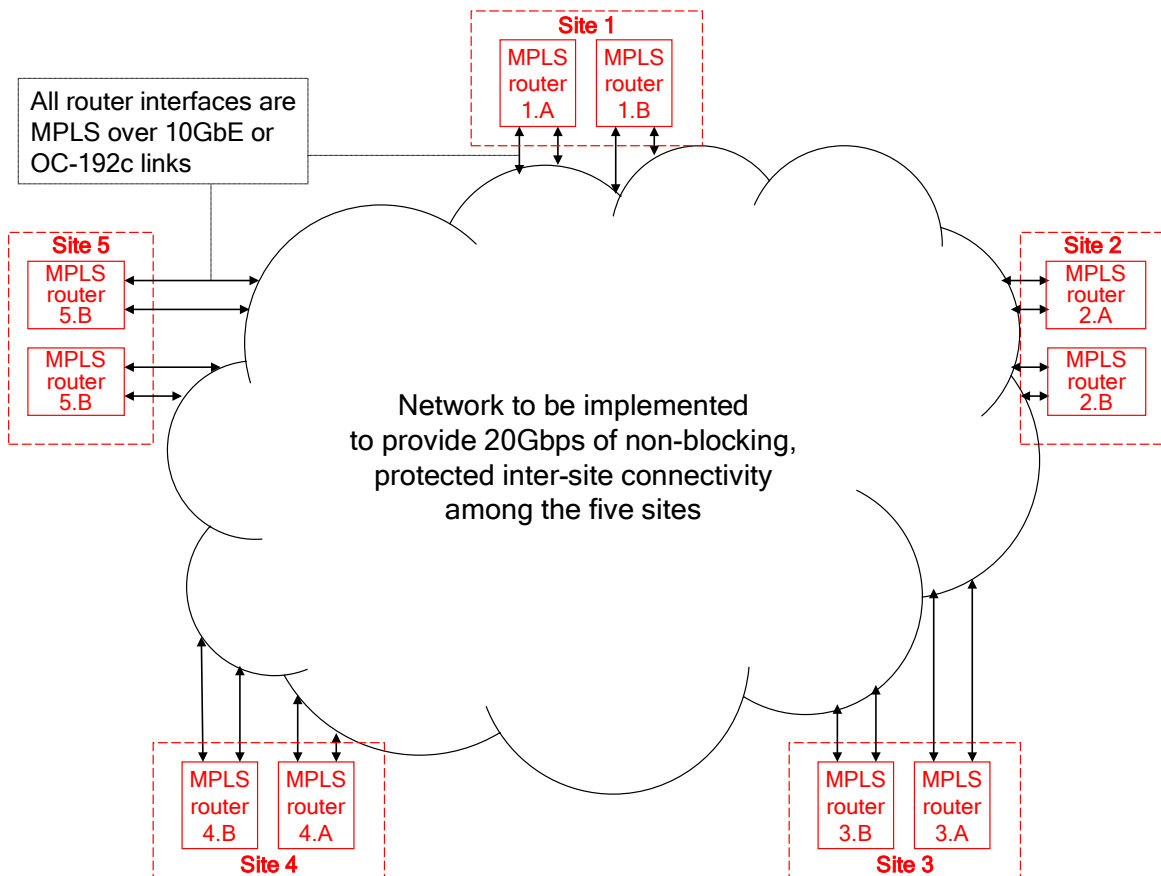 Site 1
MPLS
router
1.A
MPLS
router
1.B
All router interfaces are
MPLS over 10GbE or
OC-192c links
Site 5
MPLS
router
5.B
MPLS
router
5.B
Site 2
MPLS
router
2.A
MPLS
router
2.B
Network to be implemented
to provide 20Gbps of non-blocking,
protected inter-site connectivity
among the five sites
MPLS
router
4.B
MPLS
router
4.A
Site 4
MPLS
router
3.B
MPLS
router
3.A
Site 3